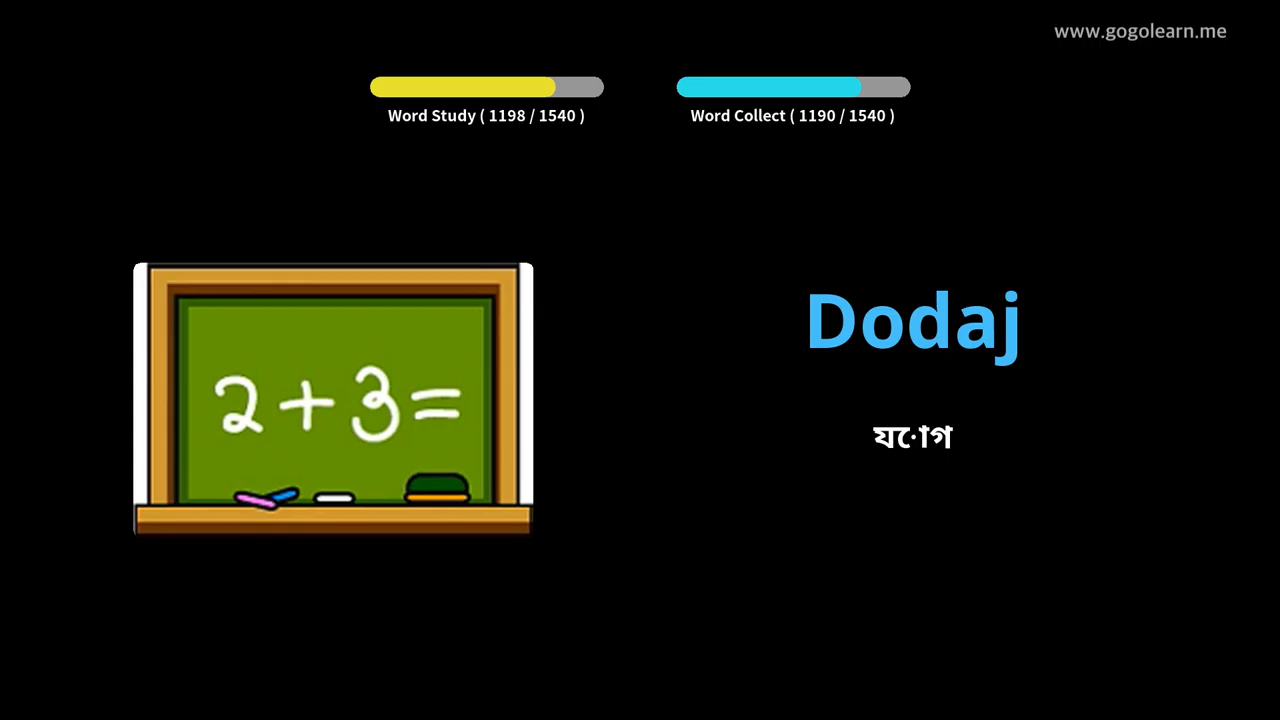 www.gogolearn.me
Word Study ( 1198 / 1540 )
Word Collect ( 1190 / 1540 )
2 + 3 =
Dodaj
যোগ